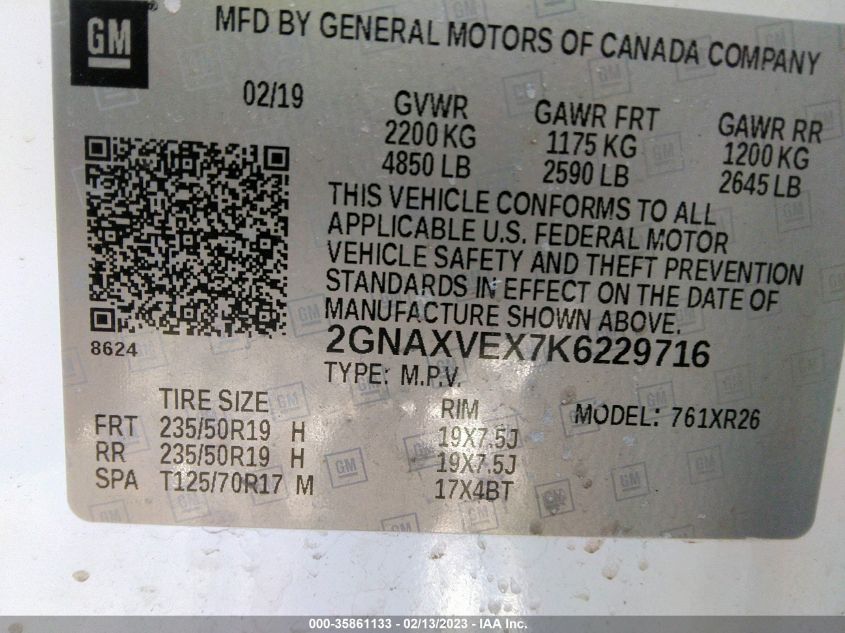 GM
MFD BY GENERAL MOTORS OF CANADA COMPANY
02/19
GVWR
2200 KG
4850 LB
GAWR FRT
1175 KG
2590 LB
GAWR RR
1200 KG
2645 LB
THIS VEHICLE CONFORMS TO ALL
APPLICABLE U.S. FEDERAL MOTOR
VEHICLE SAFETY AND THEFT PREVENTION
STANDARDS IN EFFECT ON THE DATE OF
MANUFACTURE SHOWN ABOVE.
8624
2GNAXVEX7K6229716
TYPE: M.P.V.
MODEL: 761XR26
TIRE SIZE RIM
FRT 235/50R19 H 19X7.5J
RR 235/50R19 H 19X7.5J
SPA T125/70R17 M 17X4BT
000-35861133 - 02/13/2023 - IAA Inc.